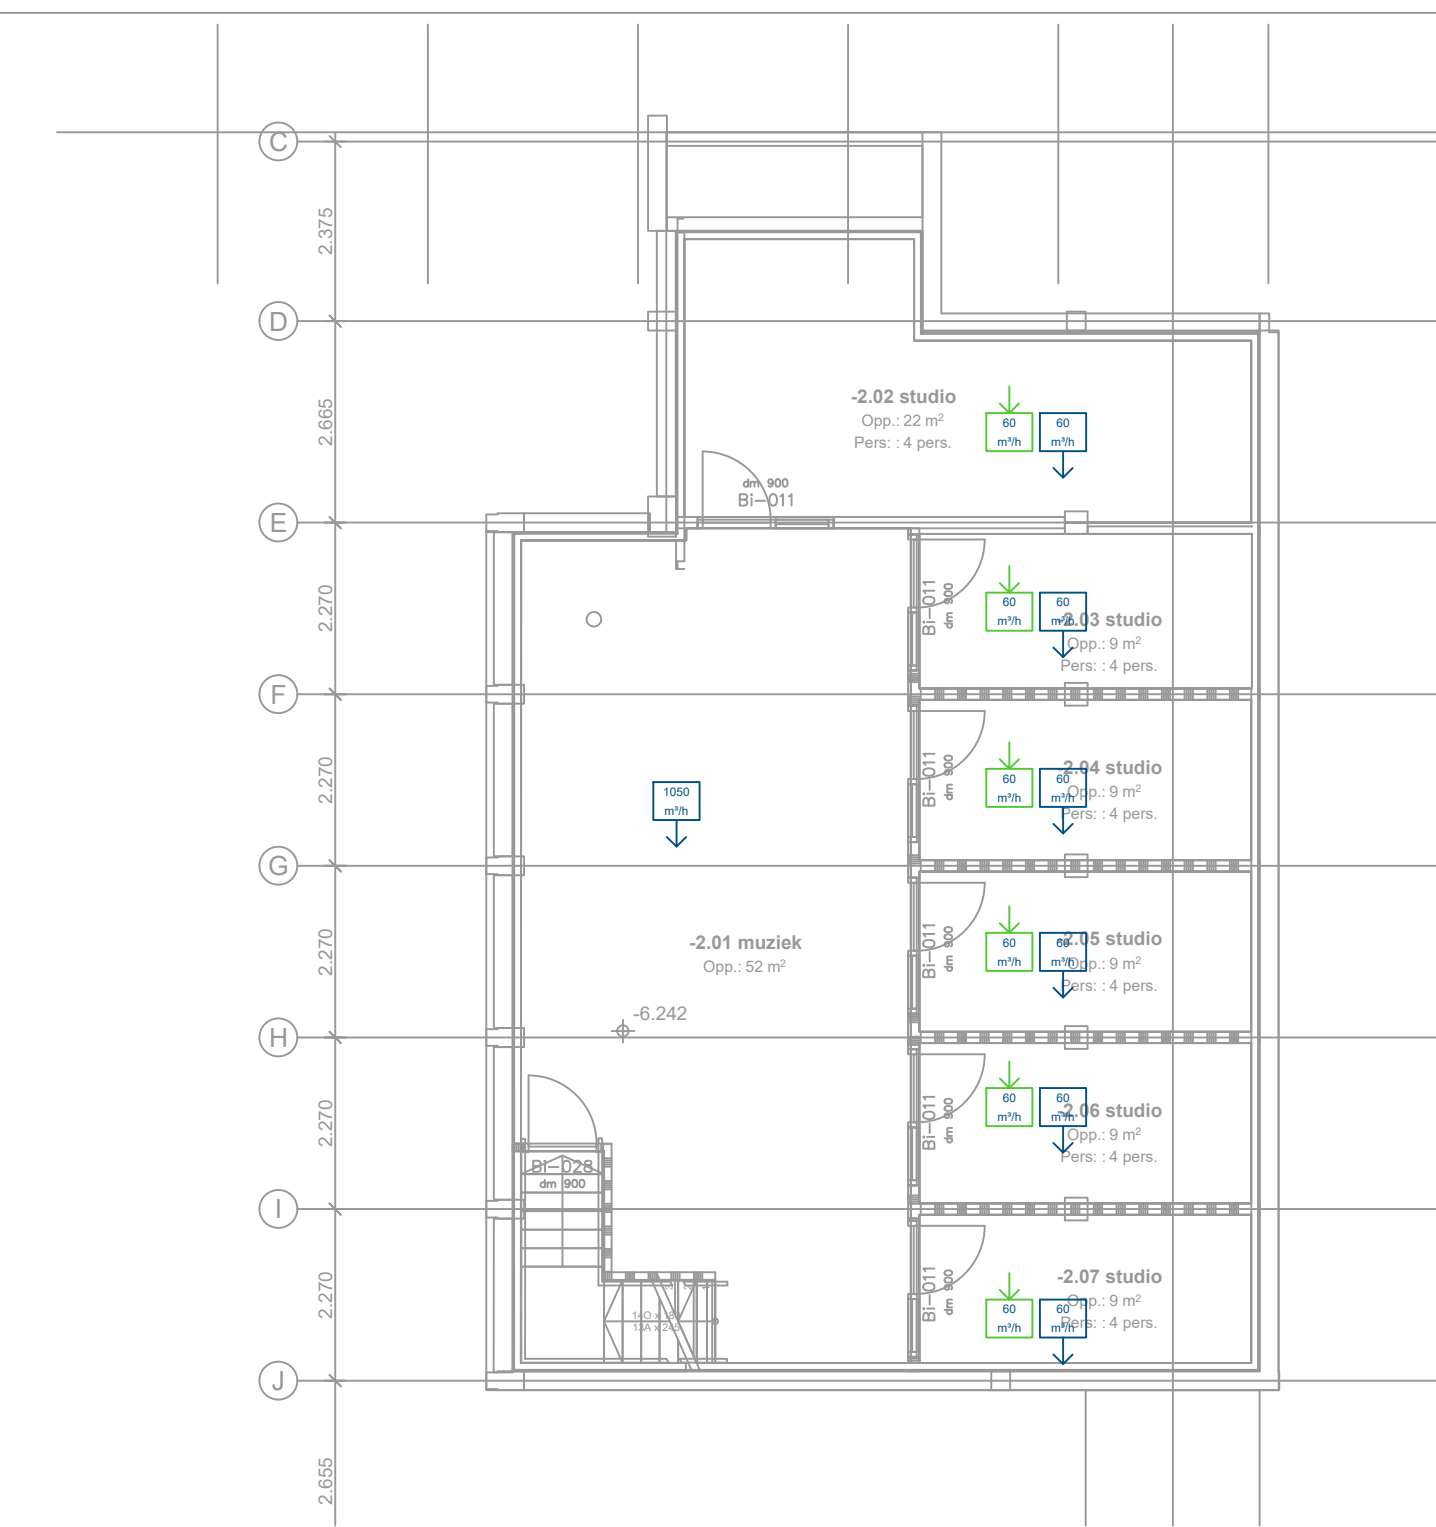 C
2.375
D
-2.02 studio
Opp.: 22 m²
Pers: : 4 pers.
60
m³/h
60
m³/h
2.665
dm 900
Bi-011
E
2.270
Bi-011
dm 900
60
m³/h
60
m³/h
-2.03 studio
Opp.: 9 m²
Pers: : 4 pers.
F
2.270
Bi-011
dm 900
60
m³/h
60
m³/h
-2.04 studio
Opp.: 9 m²
Pers: : 4 pers.
1050
m³/h
G
2.270
Bi-011
dm 900
60
m³/h
60
m³/h
-2.05 studio
Opp.: 9 m²
Pers: : 4 pers.
-2.01 muziek
Opp.: 52 m²
-6.242
H
2.270
Bi-011
dm 900
60
m³/h
60
m³/h
-2.06 studio
Opp.: 9 m²
Pers: : 4 pers.
Bi-028
dm 900
I
2.270
Bi-011
dm 900
60
m³/h
60
m³/h
-2.07 studio
Opp.: 9 m²
Pers: : 4 pers.
13A x 245
J
2.655